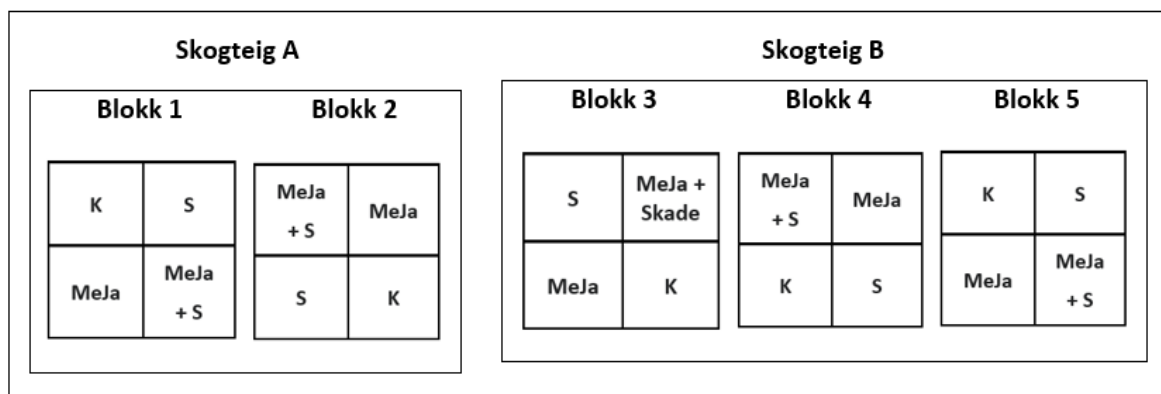 Skogteig A
Blokk 1
Blokk 2
K
S
MeJa
MeJa
+ S
MeJa
+ S
MeJa
S
K
Skogteig B
Blokk 3
Blokk 4
Blokk 5
S
MeJa +
Skade
MeJa
K
MeJa
+ S
MeJa
K
S
K
S
MeJa
MeJa
+ S